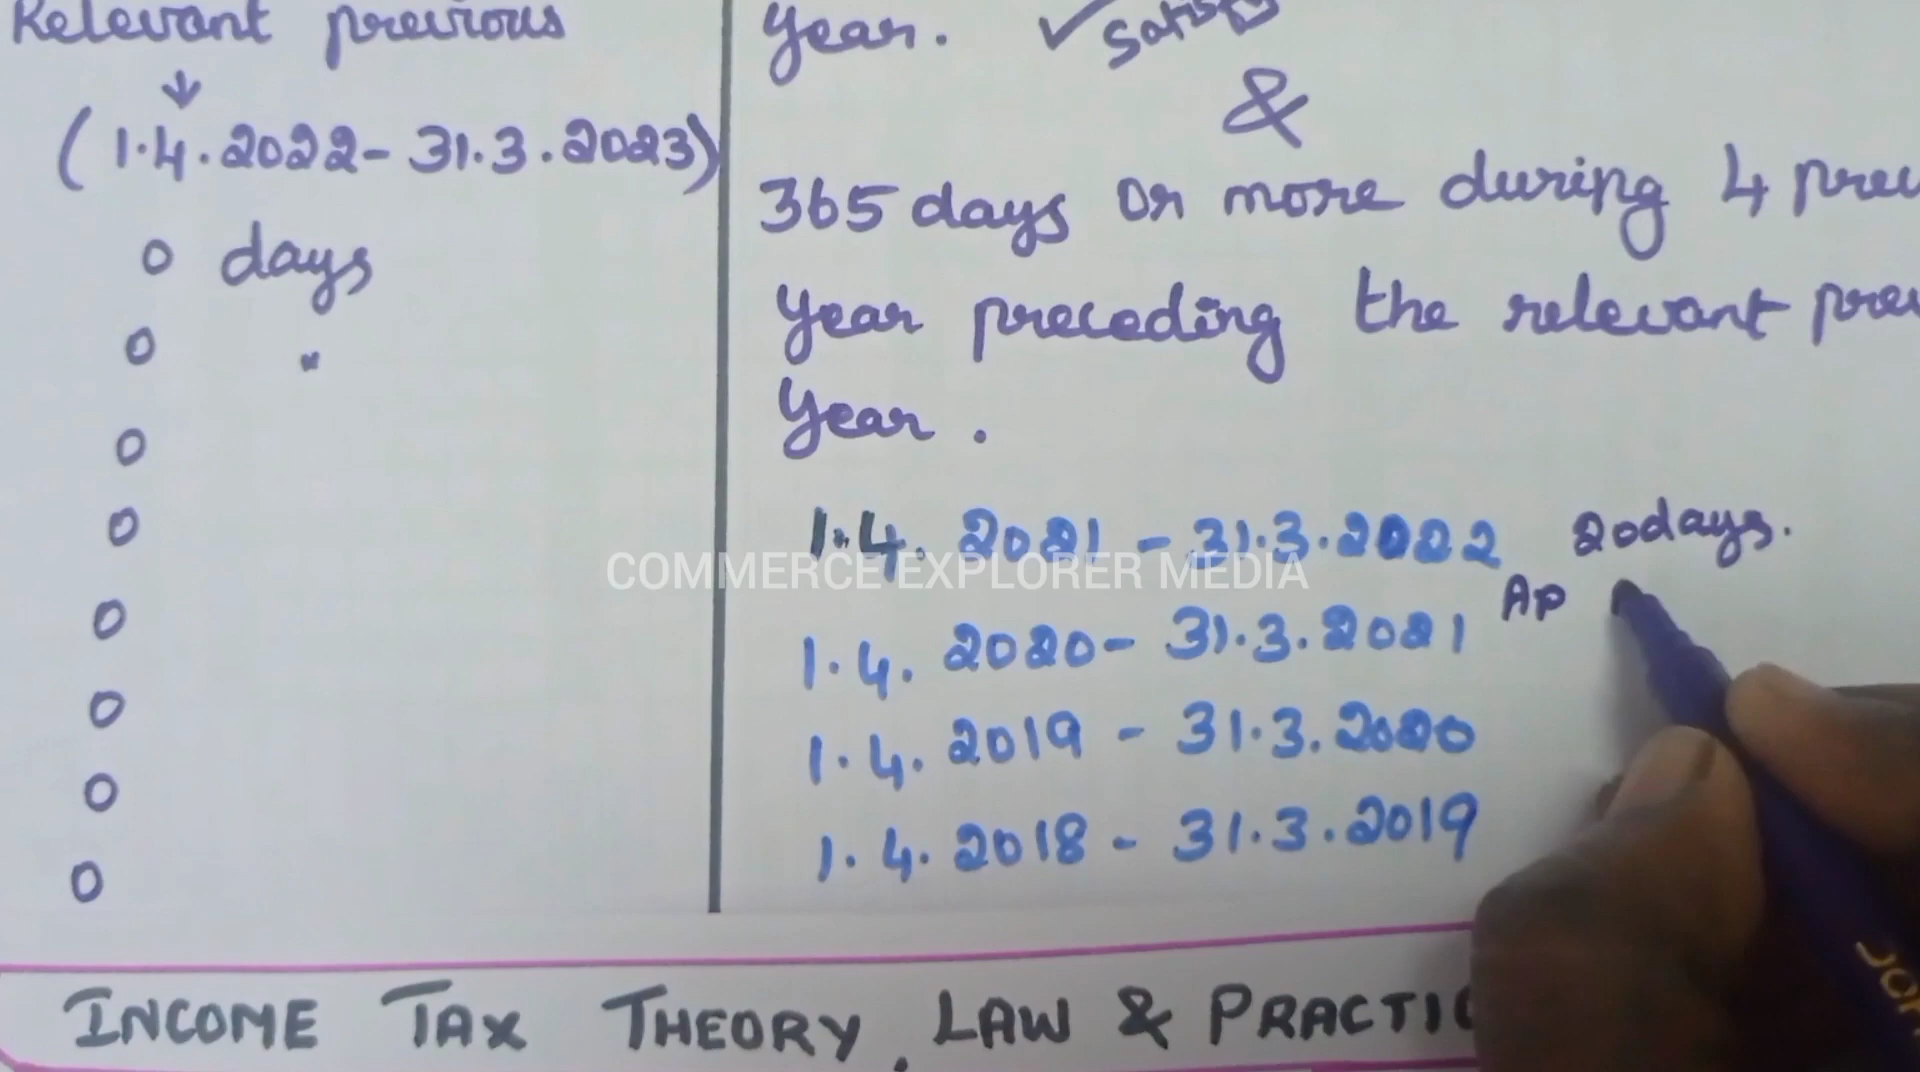 Relevant previous
↓
(1.4.2022 - 31.3.2023)
0 days
0 "
0
0
0
0
0
0
Year. ✓
&
365 days or more during 4
Year preceding the relevant
Year.
1.4.2021 - 31.3.2022 20days.
Ap
1.4.2020 - 31.3.2021
1.4.2019 - 31.3.2020
1.4.2018 - 31.3.2019
COMMERCE EXPLORER MEDIA
INCOME TAX THEORY, LAW & PRACTIC